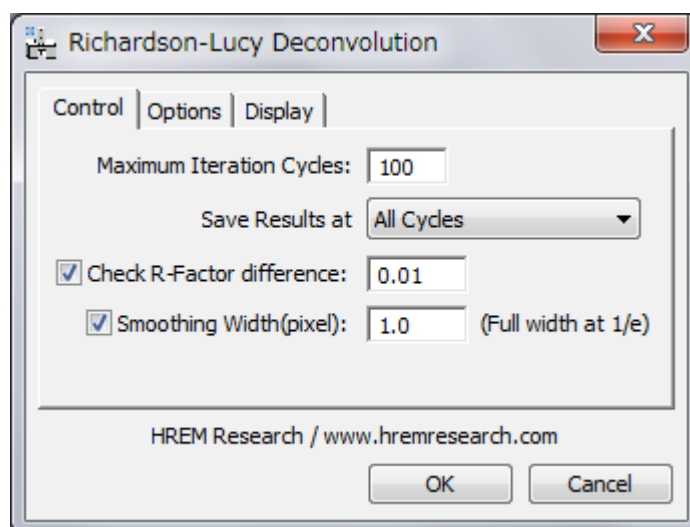 Richardson-Lucy Deconvolution
Control Options Display
Maximum Iteration Cycles: 100
Save Results at All Cycles
Check R-Factor difference: 0.01
Smoothing Width(pixel): 1.0 (Full width at 1/e)
HREM Research / www.hremresearch.com
OK Cancel